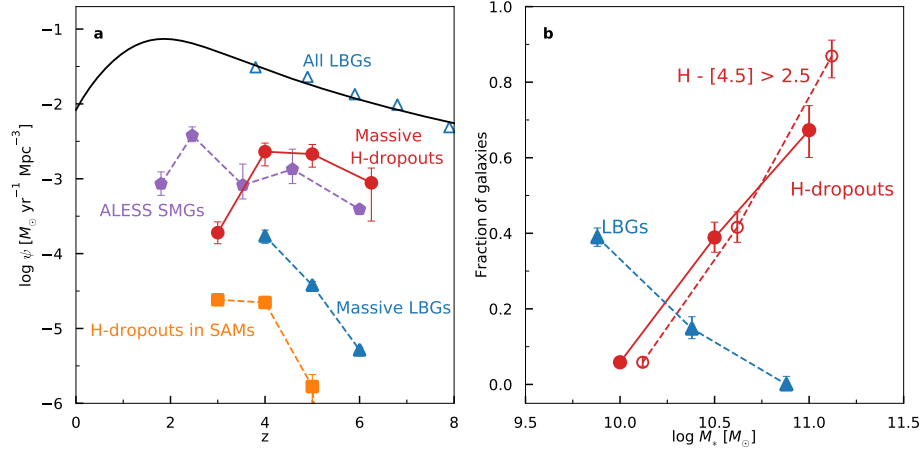 a
All LBGs
Massive
H-dropouts
ALESS SMGs
Massive LBGs
H-dropouts in SAMs
log ψ [M⊙ yr⁻¹ Mpc⁻³]
−1
−2
−3
−4
−5
−6
0 2 4 6 8
z
b
H - [4.5] > 2.5
H-dropouts
LBGs
Fraction of galaxies
1.0
0.8
0.6
0.4
0.2
0.0
9.5 10.0 10.5 11.0 11.5
log M* [M⊙]